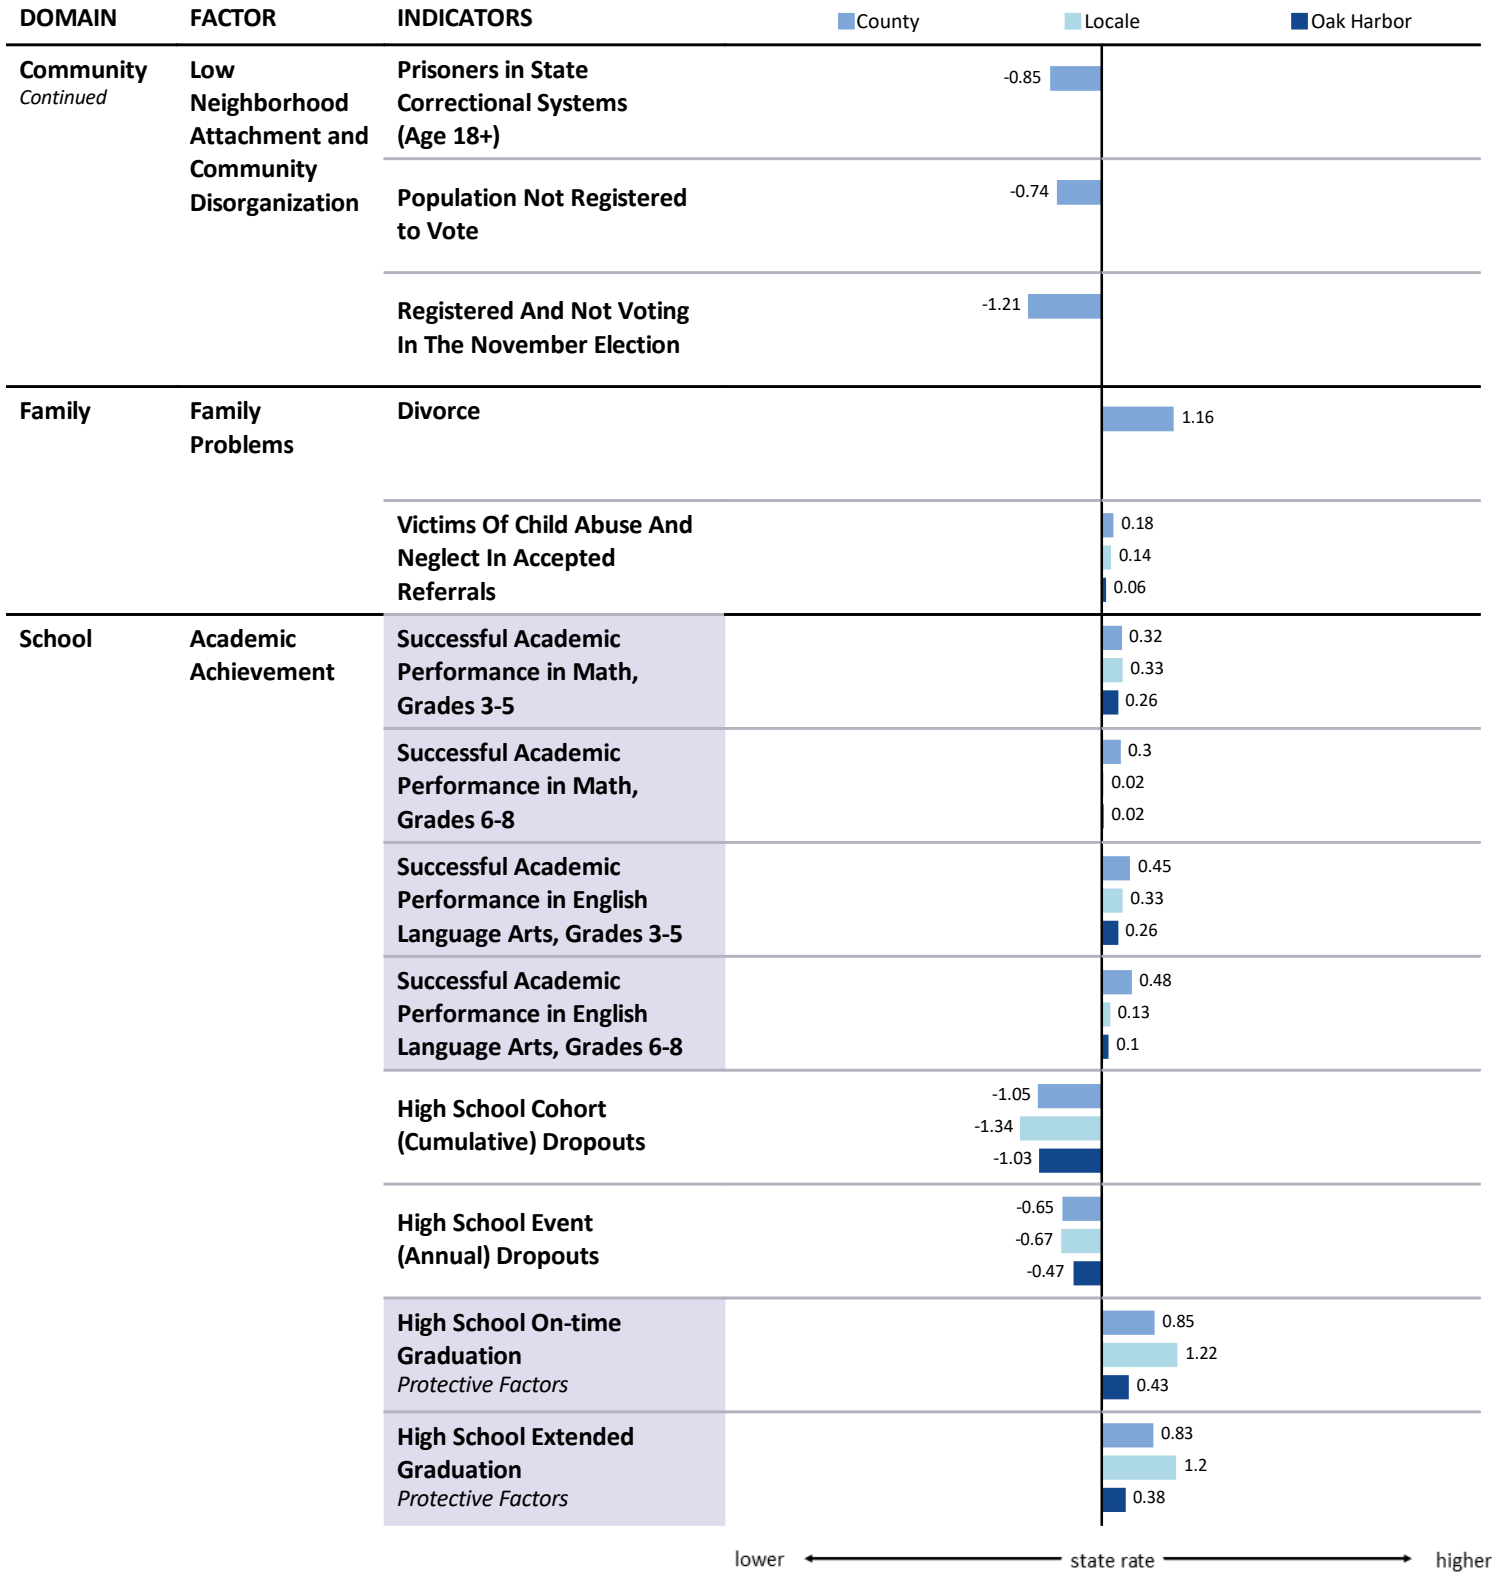 DOMAIN FACTOR INDICATORS County Locale Oak Harbor
Community
Continued
Low
Neighborhood
Attachment and
Community
Disorganization
Prisoners in State
Correctional Systems
(Age 18+)
-0.85
Population Not Registered
to Vote
-0.74
Registered And Not Voting
In The November Election
-1.21
Family
Family
Problems
Divorce
1.16
Victims Of Child Abuse And
Neglect In Accepted
Referrals
0.18
0.14
0.06
School
Academic
Achievement
Successful Academic
Performance in Math,
Grades 3-5
0.32
0.33
0.26
Successful Academic
Performance in Math,
Grades 6-8
0.3
0.02
0.02
Successful Academic
Performance in English
Language Arts, Grades 3-5
0.45
0.33
0.26
Successful Academic
Performance in English
Language Arts, Grades 6-8
0.48
0.13
0.1
High School Cohort
(Cumulative) Dropouts
-1.05
-1.34
-1.03
High School Event
(Annual) Dropouts
-0.65
-0.67
-0.47
High School On-time
Graduation
Protective Factors
0.85
1.22
0.43
High School Extended
Graduation
Protective Factors
0.83
1.2
0.38
lower state rate higher